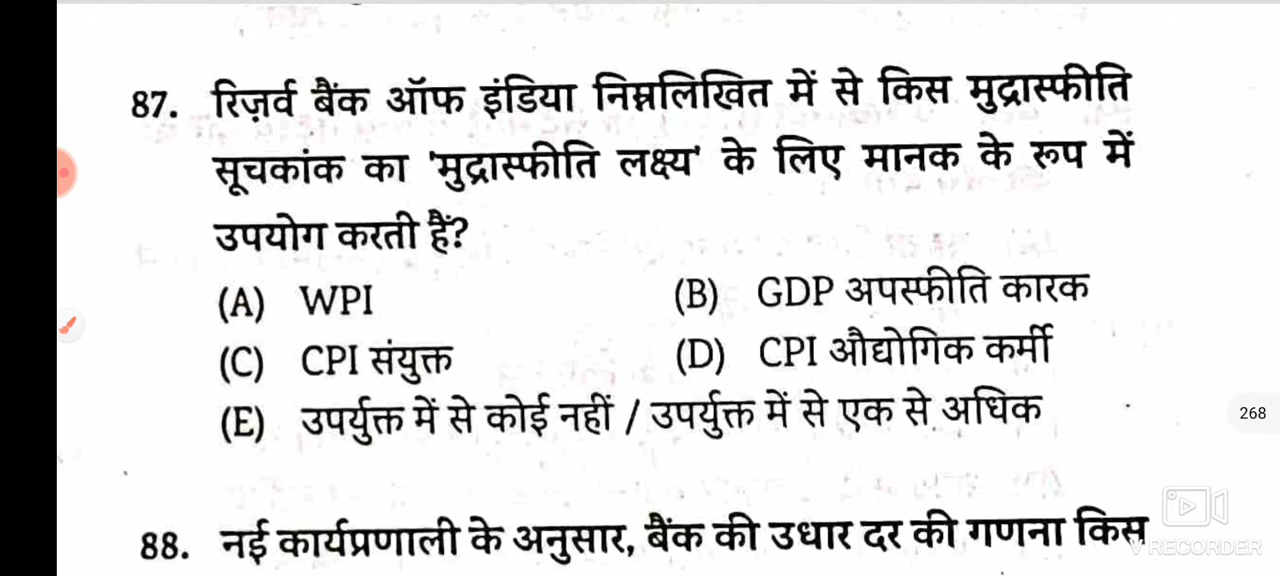 87. रिज़र्व बैंक ऑफ इंडिया निम्नलिखित में से किस मुद्रास्फीति
सूचकांक का 'मुद्रास्फीति लक्ष्य' के लिए मानक के रूप में
उपयोग करती हैं?
(A) WPI (B) GDP अपस्फीति कारक
(C) CPI संयुक्त (D) CPI औद्योगिक कर्मी
(E) उपर्युक्त में से कोई नहीं / उपर्युक्त में से एक से अधिक
268
88. नई कार्यप्रणाली के अनुसार, बैंक की उधार दर की गणना किस
V RECORDER